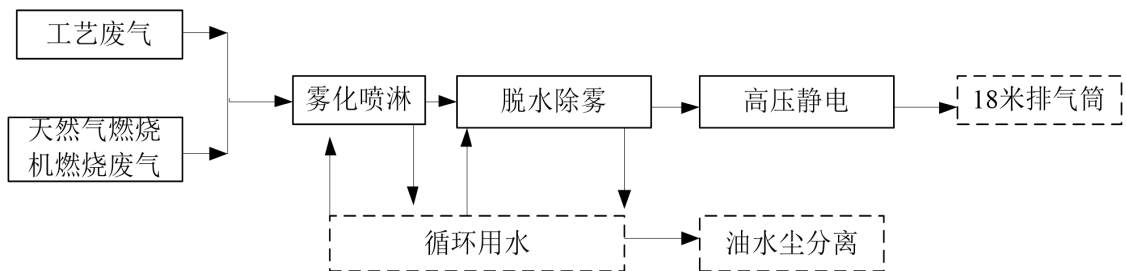 工艺废气
天然气燃烧
机燃烧废气
雾化喷淋
脱水除雾
高压静电
18米排气筒
循环用水
油水尘分离